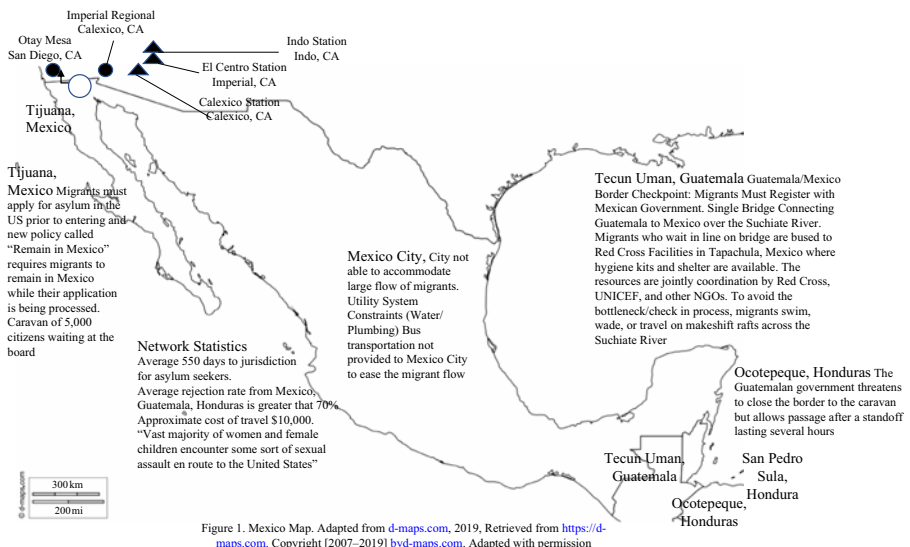 Imperial Regional
Calexico, CA
Otay Mesa
San Diego, CA
Indo Station
Indo, CA
El Centro Station
Imperial, CA
Calexico Station
Calexico, CA
Tijuana,
Mexico
Tijuana,
Mexico Migrants must
apply for asylum in the
US prior to entering and
new policy called
“Remain in Mexico”
requires migrants to
remain in Mexico
while their application
is being processed.
Caravan of 5,000
citizens waiting at the
board
Network Statistics
Average 550 days to jurisdiction
for asylum seekers.
Average rejection rate from Mexico,
Guatemala, Honduras is greater that 70%
Approximate cost of travel $10,000.
“Vast majority of women and female
children encounter some sort of sexual
assault en route to the United States”
Mexico City, City not
able to accommodate
large flow of migrants.
Utility System
Constraints (Water/
Plumbing) Bus
transportation not
provided to Mexico City
to ease the migrant flow
Tecun Uman, Guatemala Guatemala/Mexico
Border Checkpoint: Migrants Must Register with
Mexican Government. Single Bridge Connecting
Guatemala to Mexico over the Suchiate River.
Migrants who wait in line on bridge are bused to
Red Cross Facilities in Tapachula, Mexico where
hygiene kits and shelter are available. The
resources are jointly coordination by Red Cross,
UNICEF, and other NGOs. To avoid the
bottleneck/check in process, migrants swim,
wade, or travel on makeshift rafts across the
Suchiate River
Ocotepeque, Honduras The
Guatemalan government threatens
to close the border to the caravan
but allows passage after a standoff
lasting several hours
Tecun Uman,
Guatemala
San Pedro
Sula,
Hondura
Ocotepeque,
Honduras
© d-maps.com
300 km
200 mi
Figure 1. Mexico Map. Adapted from d-maps.com, 2019, Retrieved from https://d-
maps.com. Copyright [2007–2019] byd-maps.com. Adapted with permission